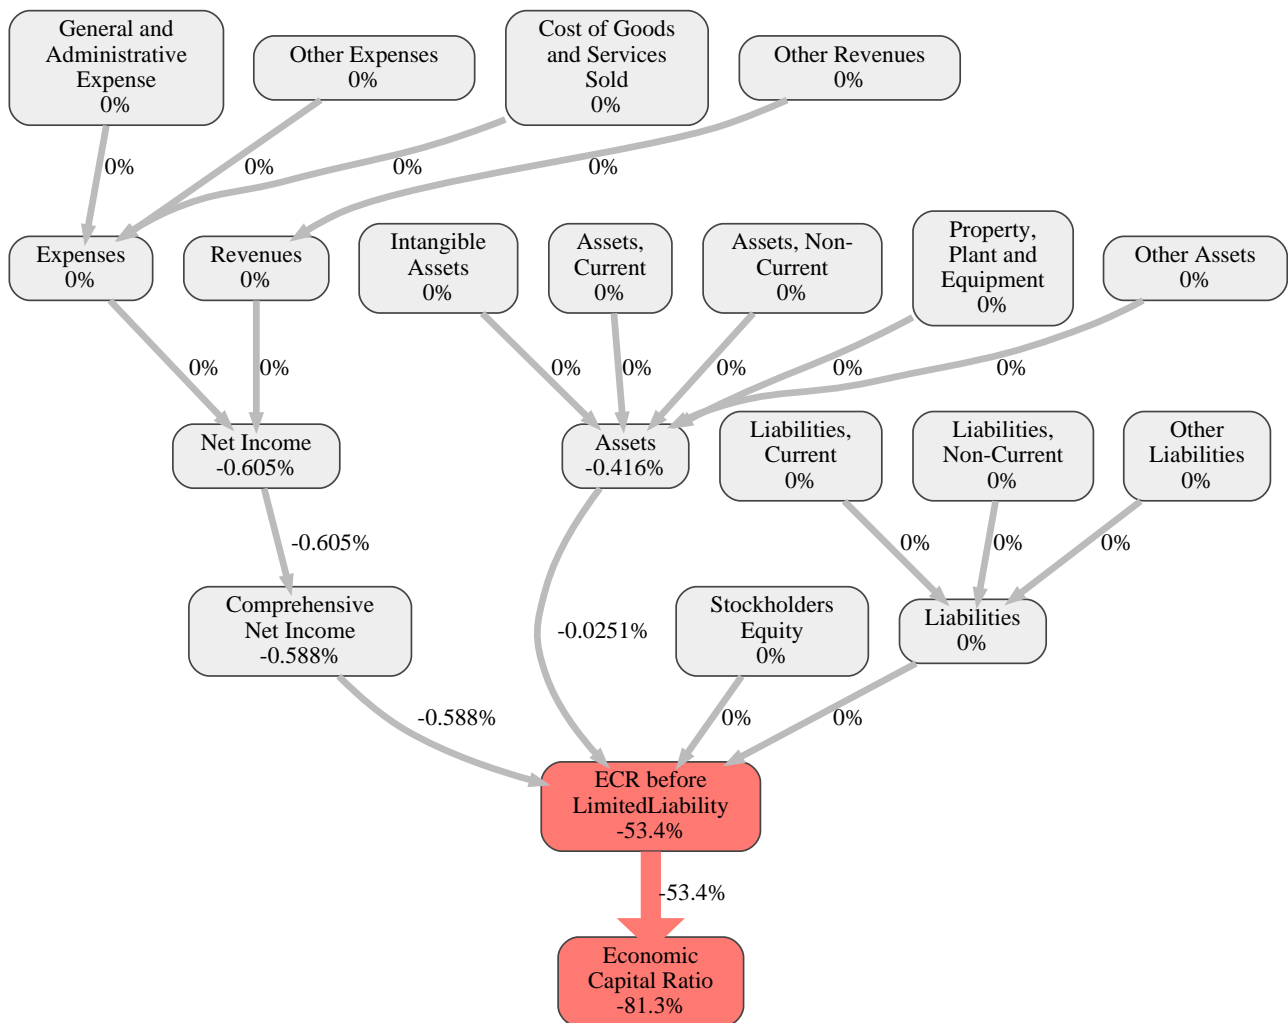 General and
Administrative
Expense
0%
Other Expenses
0%
Cost of Goods
and Services
Sold
0%
Other Revenues
0%
0%
0%
0%
0%
Expenses
0%
Revenues
0%
Intangible
Assets
0%
Assets,
Current
0%
Assets, Non-
Current
0%
Property,
Plant and
Equipment
0%
Other Assets
0%
0%
0%
0%
0%
0%
0%
0%
Net Income
-0.605%
Assets
-0.416%
Liabilities,
Current
0%
Liabilities,
Non-Current
0%
Other
Liabilities
0%
-0.605%
0%
0%
0%
Comprehensive
Net Income
-0.588%
-0.0251%
Stockholders
Equity
0%
Liabilities
0%
-0.588%
0%
0%
ECR before
LimitedLiability
-53.4%
-53.4%
Economic
Capital Ratio
-81.3%